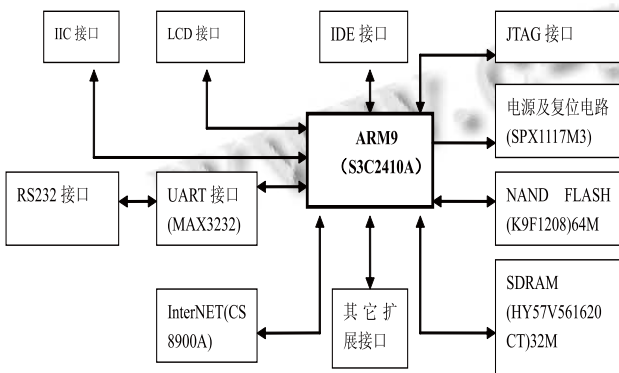 IIC 接口
LCD 接口
IDE 接口
JTAG 接口
电源及复位电路
(SPX1117M3)
ARM9
（S3C2410A）
RS232 接口
UART 接口
(MAX3232)
NAND FLASH
(K9F1208)64M
InterNET(CS
8900A)
其它扩
展接口
SDRAM
(HY57V561620
CT)32M